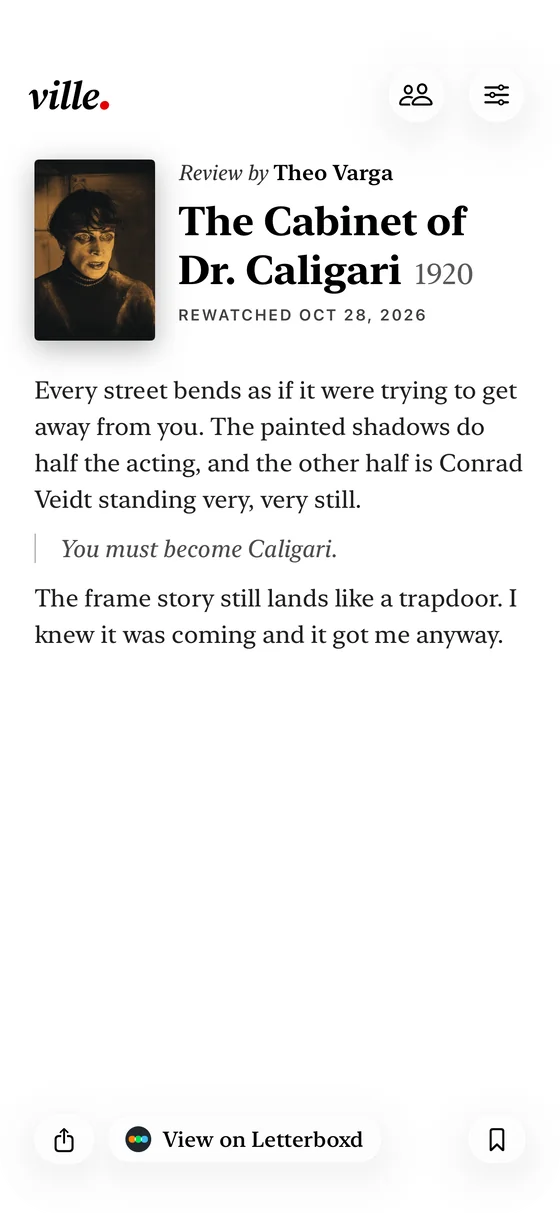 ville.
Review by Theo Varga
The Cabinet of
Dr. Caligari 1920
REWATCHED OCT 28, 2026
Every street bends as if it were trying to get
away from you. The painted shadows do
half the acting, and the other half is Conrad
Veidt standing very, very still.
You must become Caligari.
The frame story still lands like a trapdoor. I
knew it was coming and it got me anyway.
View on Letterboxd